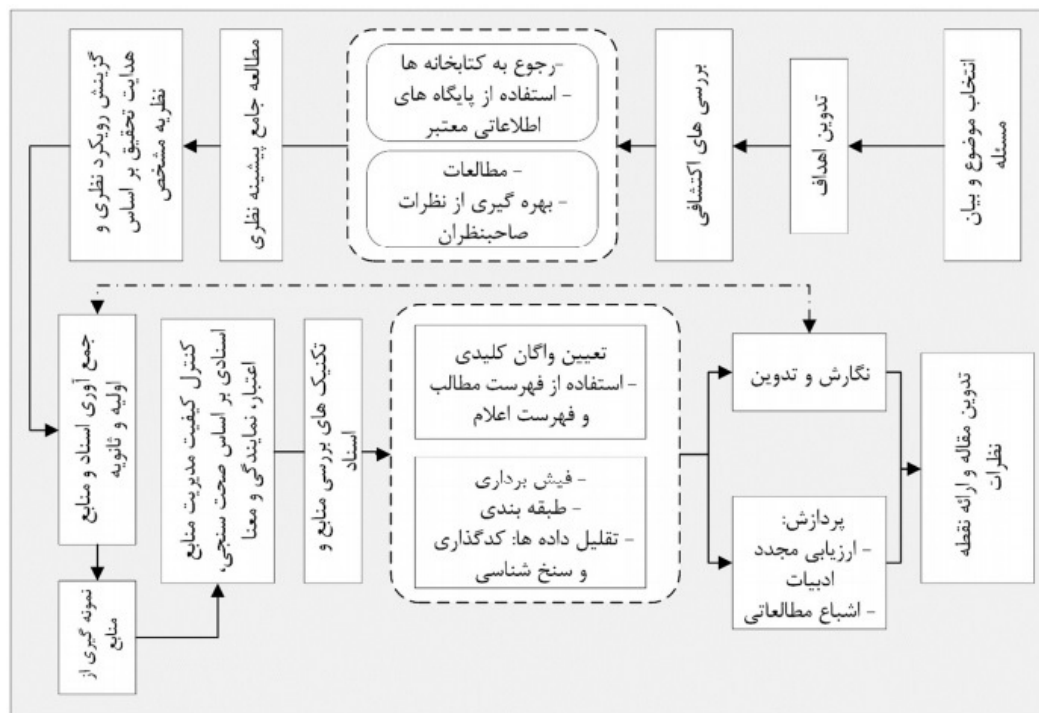 انتخاب موضوع و بیان
مسئله
تدوین اهداف
بررسی های اکتشافی
-رجوع به کتابخانه ها
- استفاده از پایگاه های
اطلاعاتی معتبر
- مطالعات
- بهره گیری از نظرات
صاحبنظران
مطالعه جامع پیشینه نظری
گزینش رویکرد نظری و
هدایت تحقیق بر اساس
نظریه مشخص
جمع آوری اسناد و منابع
اولیه و ثانویه
نمونه گیری از
منابع
کنترل کیفیت مدیریت منابع
اسنادی بر اساس صحت سنجی،
اعتبار، نمایندگی و معنا
تکنیک های بررسی منابع و
اسناد
تعیین واگان کلیدی
- استفاده از فهرست مطالب
و فهرست اعلام
- فیش برداری
- طبقه بندی
- تقلیل داده ها: کدگذاری
و سنخ شناسی
نگارش و تدوین
پردازش:
- ارزیابی مجدد
ادبیات
- اشباع مطالعاتی
تدوین مقاله و ارائه نقطه
نظرات